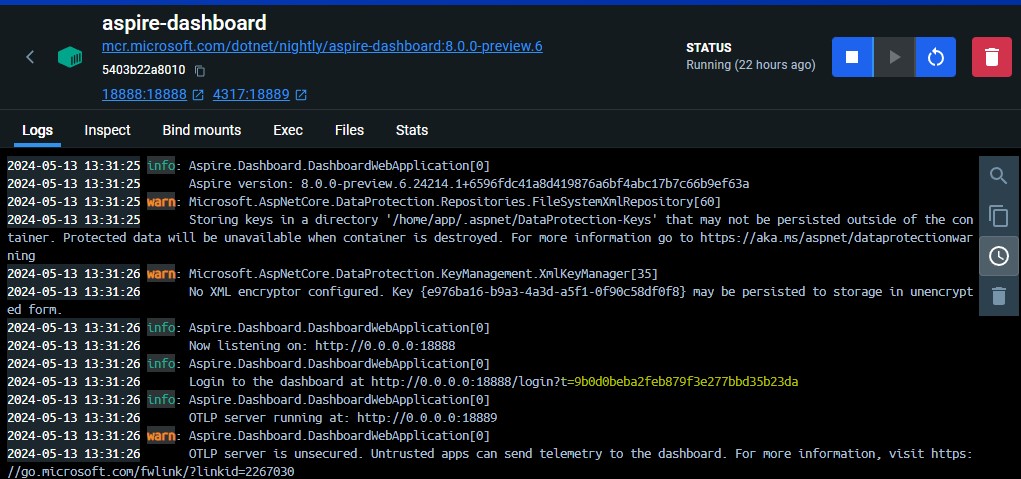 aspire-dashboard
mcr.microsoft.com/dotnet/nightly/aspire-dashboard:8.0.0-preview.6
5403b22a8010
18888:18888 4317:18889
STATUS
Running (22 hours ago)
Logs Inspect Bind mounts Exec Files Stats
2024-05-13 13:31:25 info: Aspire.Dashboard.DashboardWebApplication[0]
2024-05-13 13:31:25 Aspire version: 8.0.0-preview.6.24214.1+6596fdc41a8d419876a6bf4abc17b7c66b9ef63a
2024-05-13 13:31:25 warn: Microsoft.AspNetCore.DataProtection.Repositories.FileSystemXmlRepository[60]
2024-05-13 13:31:25 Storing keys in a directory '/home/app/.aspnet/DataProtection-Keys' that may not be persisted outside of the con
tainer. Protected data will be unavailable when container is destroyed. For more information go to https://aka.ms/aspnet/dataprotectionwar
ning
2024-05-13 13:31:26 warn: Microsoft.AspNetCore.DataProtection.KeyManagement.XmlKeyManager[35]
2024-05-13 13:31:26 No XML encryptor configured. Key {e976ba16-b9a3-4a3d-a5f1-0f90c58df0f8} may be persisted to storage in unencrypt
ed form.
2024-05-13 13:31:26 info: Aspire.Dashboard.DashboardWebApplication[0]
2024-05-13 13:31:26 Now listening on: http://0.0.0.0:18888
2024-05-13 13:31:26 info: Aspire.Dashboard.DashboardWebApplication[0]
2024-05-13 13:31:26 Login to the dashboard at http://0.0.0.0:18888/login?t=9b0d0beba2feb879f3e277bbd35b23da
2024-05-13 13:31:26 info: Aspire.Dashboard.DashboardWebApplication[0]
2024-05-13 13:31:26 OTLP server running at: http://0.0.0.0:18889
2024-05-13 13:31:26 warn: Aspire.Dashboard.DashboardWebApplication[0]
2024-05-13 13:31:26 OTLP server is unsecured. Untrusted apps can send telemetry to the dashboard. For more information, visit https:
//go.microsoft.com/fwlink/?linkid=2267030